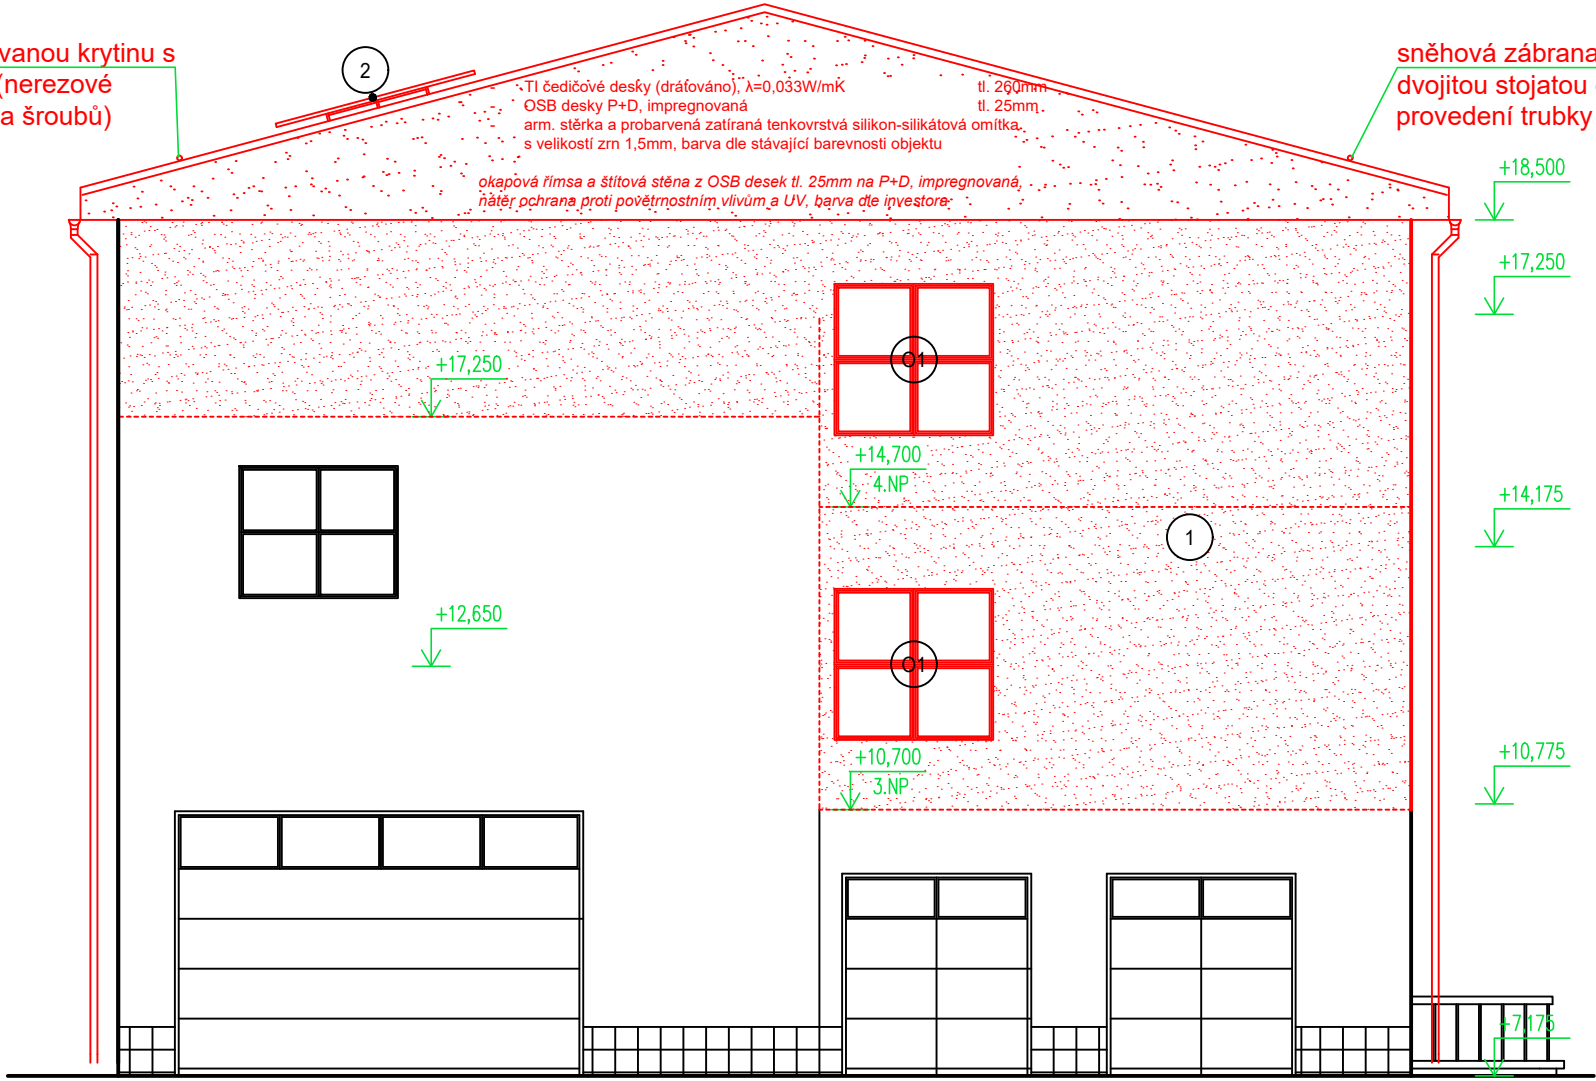 vanou krytinu s
(nerezové
a šroubů)
2
TI čedičové desky (dráťováno), λ=0,033W/mK tl. 260mm
OSB desky P+D, impregnovaná tl. 25mm
arm. stěrka a probarvená zatíraná tenkovrstvá silikon-silikátová omítka
s velikostí zrn 1,5mm, barva dle stávající barevnosti objektu
okapová římsa a štítová stěna z OSB desek tl. 25mm na P+D, impregnovaná,
nátěr ochrana proti povětrnostním vlivům a UV, barva dle investora
sněhová zábrana
dvojitou stojatou
provedení trubky
+18,500
+17,250
O1
+17,250
+14,700
4.NP
+14,175
1
+12,650
O1
+10,700
3.NP
+10,775
+7,175